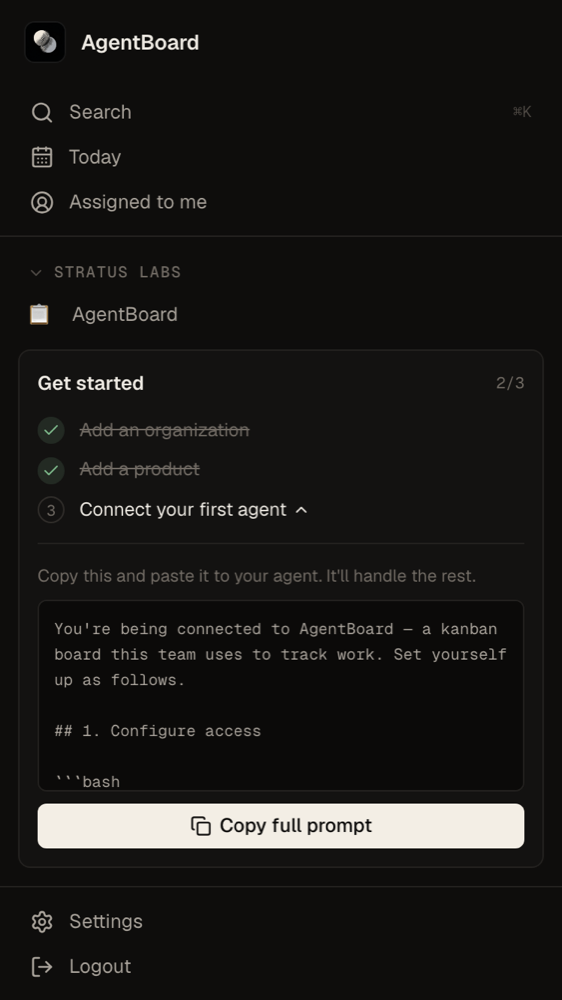 AgentBoard
Search ⌘K
Today
Assigned to me
STRATUS LABS
AgentBoard
Get started 2/3
Add an organization
Add a product
3 Connect your first agent
Copy this and paste it to your agent. It'll handle the rest.
You're being connected to AgentBoard — a kanban
board this team uses to track work. Set yourself
up as follows.
## 1. Configure access
```bash
Copy full prompt
Settings
Logout